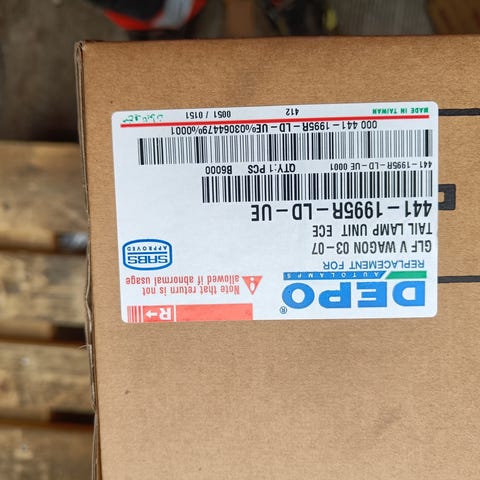 DEPO®
AUTOLAMPS
R→
Note that return is not
allowed if abnormal usage
REPLACEMENT FOR
GLF V WAGON 03-07
TAIL LAMP UNIT ECE
441-1995R-LD-UE
SABS
APPROVED
441-1995R-LD-UE 0001 QTY:1 PCS B6000
000 441-1995R-LD-UE%03064479%0001
MADE IN TAIWAN 412 0051 / 0151